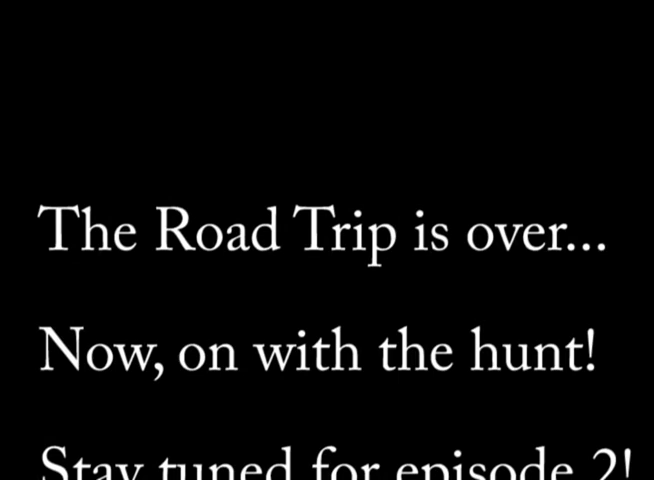 The Road Trip is over...
Now, on with the hunt!
Stay tuned for episode 2!